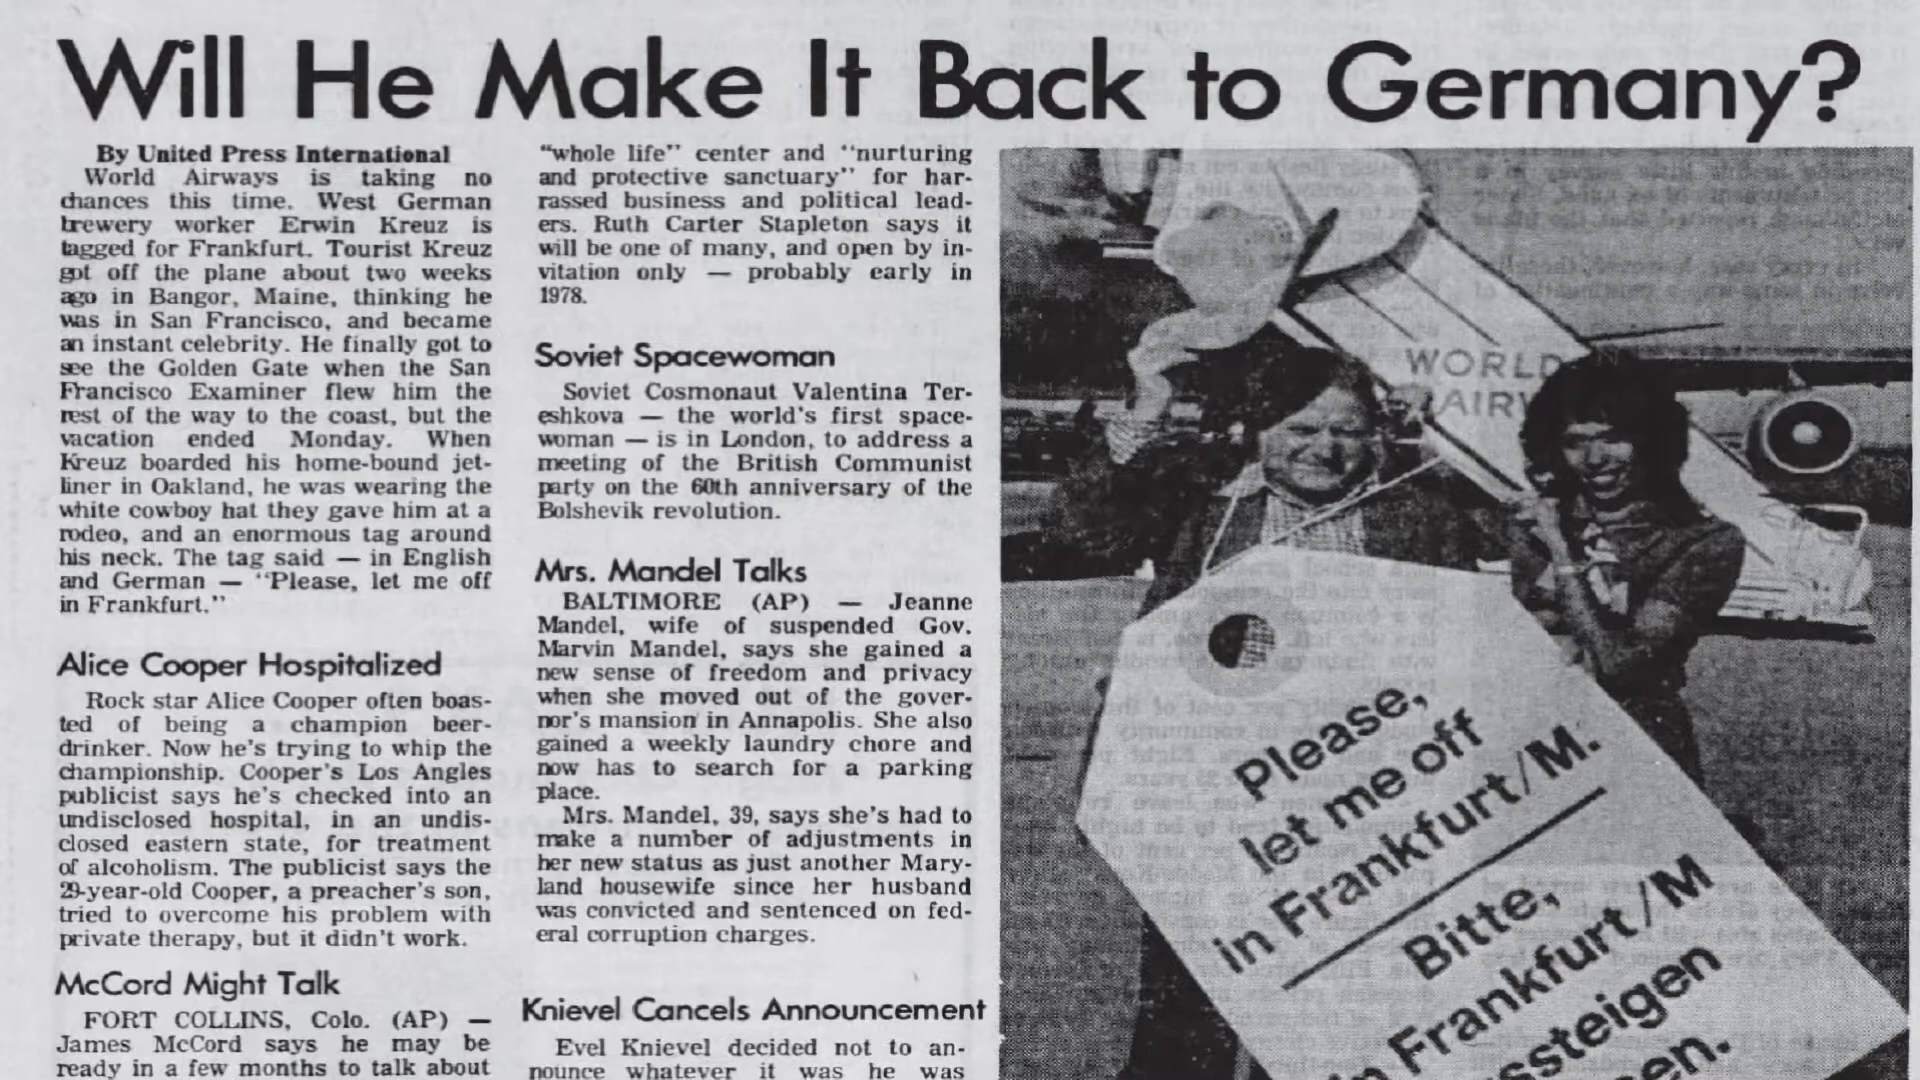 Will He Make It Back to Germany?
By United Press International
World Airways is taking no
chances this time. West German
brewery worker Erwin Kreuz is
tagged for Frankfurt. Tourist Kreuz
got off the plane about two weeks
ago in Bangor, Maine, thinking he
was in San Francisco, and became
an instant celebrity. He finally got to
see the Golden Gate when the San
Francisco Examiner flew him the
rest of the way to the coast, but the
vacation ended Monday. When
Kreuz boarded his home-bound jet-
liner in Oakland, he was wearing the
white cowboy hat they gave him at a
rodeo, and an enormous tag around
his neck. The tag said — in English
and German — "Please, let me off
in Frankfurt."
Alice Cooper Hospitalized
Rock star Alice Cooper often boas-
ted of being a champion beer-
drinker. Now he's trying to whip the
championship. Cooper's Los Angles
publicist says he's checked into an
undisclosed hospital, in an undis-
closed eastern state, for treatment
of alcoholism. The publicist says the
29-year-old Cooper, a preacher's son,
tried to overcome his problem with
private therapy, but it didn't work.
McCord Might Talk
FORT COLLINS, Colo. (AP) —
James McCord says he may be
ready in a few months to talk about
"whole life" center and "nurturing
and protective sanctuary" for har-
rassed business and political lead-
ers. Ruth Carter Stapleton says it
will be one of many, and open by in-
vitation only — probably early in
1978.
Soviet Spacewoman
Soviet Cosmonaut Valentina Ter-
eshkova — the world's first space-
woman — is in London, to address a
meeting of the British Communist
party on the 60th anniversary of the
Bolshevik revolution.
Mrs. Mandel Talks
BALTIMORE (AP) — Jeanne
Mandel, wife of suspended Gov.
Marvin Mandel, says she gained a
new sense of freedom and privacy
when she moved out of the gover-
nor's mansion in Annapolis. She also
gained a weekly laundry chore and
now has to search for a parking
place.
Mrs. Mandel, 39, says she's had to
make a number of adjustments in
her new status as just another Mary-
land housewife since her husband
was convicted and sentenced on fed-
eral corruption charges.
Knievel Cancels Announcement
Evel Knievel decided not to an-
nounce whatever it was he was
WORLD
AIRW
Please,
let me off
in Frankfurt/M.
Bitte,
in Frankfurt/M
ussteigen
sen.